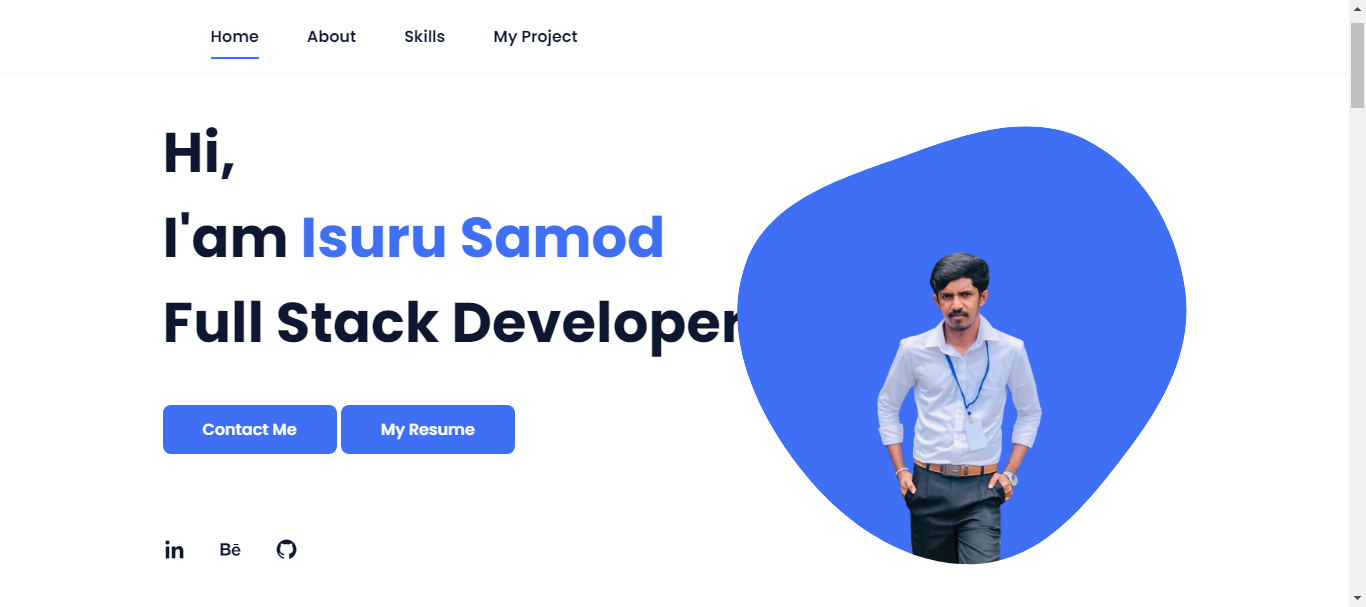 Home About Skills My Project
Hi,
I'am Isuru Samod
Full Stack Developer
Contact Me My Resume
in Bē